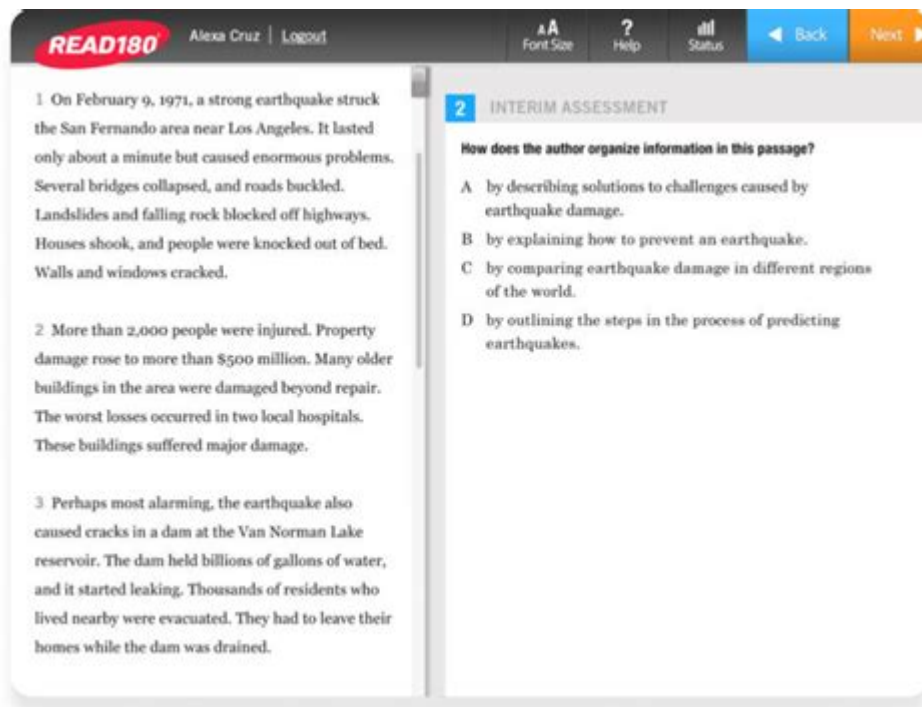 READ180 Alexa Cruz | Logout AA Font Size ? Help Status Back Next
1 On February 9, 1971, a strong earthquake struck
the San Fernando area near Los Angeles. It lasted
only about a minute but caused enormous problems.
Several bridges collapsed, and roads buckled.
Landslides and falling rock blocked off highways.
Houses shook, and people were knocked out of bed.
Walls and windows cracked.
2 More than 2,000 people were injured. Property
damage rose to more than $500 million. Many older
buildings in the area were damaged beyond repair.
The worst losses occurred in two local hospitals.
These buildings suffered major damage.
3 Perhaps most alarming, the earthquake also
caused cracks in a dam at the Van Norman Lake
reservoir. The dam held billions of gallons of water,
and it started leaking. Thousands of residents who
lived nearby were evacuated. They had to leave their
homes while the dam was drained.
2 INTERIM ASSESSMENT
How does the author organize information in this passage?
A by describing solutions to challenges caused by
earthquake damage.
B by explaining how to prevent an earthquake.
C by comparing earthquake damage in different regions
of the world.
D by outlining the steps in the process of predicting
earthquakes.